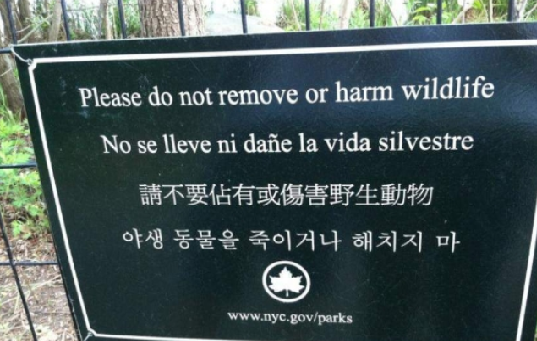 Please do not remove or harm wildlife
No se lleve ni dañe la vida silvestre
請不要佔有或傷害野生動物
야생 동물을 죽이거나 해치지 마
www.nyc.gov/parks